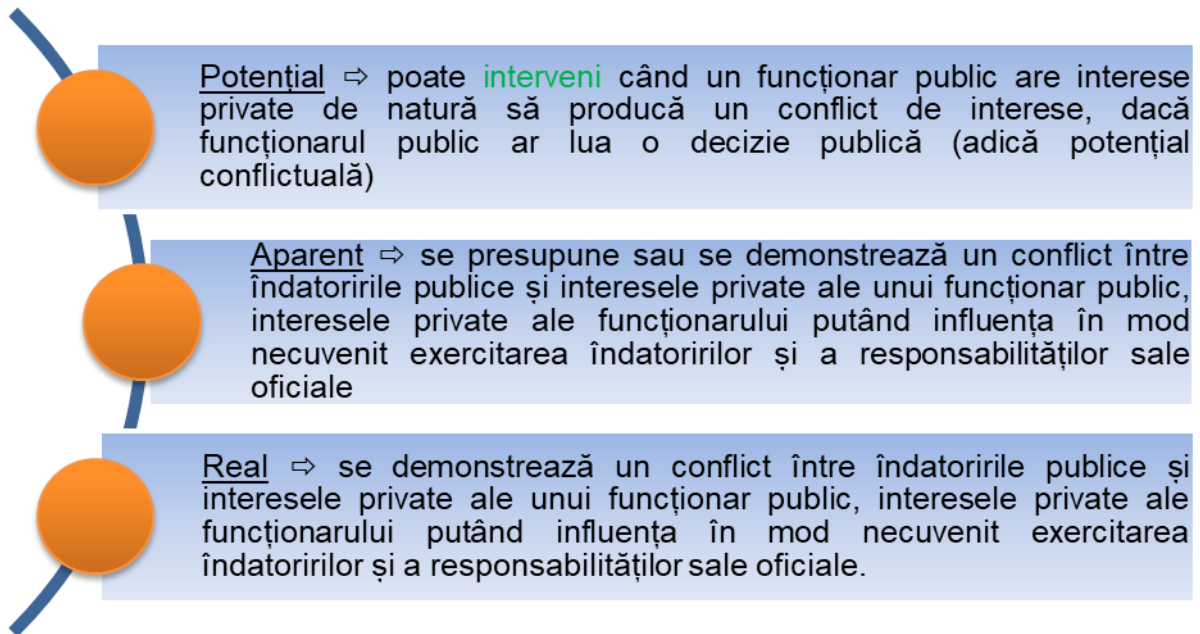 Potențial ⇨ poate interveni când un funcționar public are interese
private de natură să producă un conflict de interese, dacă
funcționarul public ar lua o decizie publică (adică potențial
conflictuală)
Aparent ⇨ se presupune sau se demonstrează un conflict între
îndatoririle publice și interesele private ale unui funcționar public,
interesele private ale funcționarului putând influența în mod
necuvenit exercitarea îndatoririlor și a responsabilităților sale
oficiale
Real ⇨ se demonstrează un conflict între îndatoririle publice și
interesele private ale unui funcționar public, interesele private ale
funcționarului putând influența în mod necuvenit exercitarea
îndatoririlor și a responsabilităților sale oficiale.